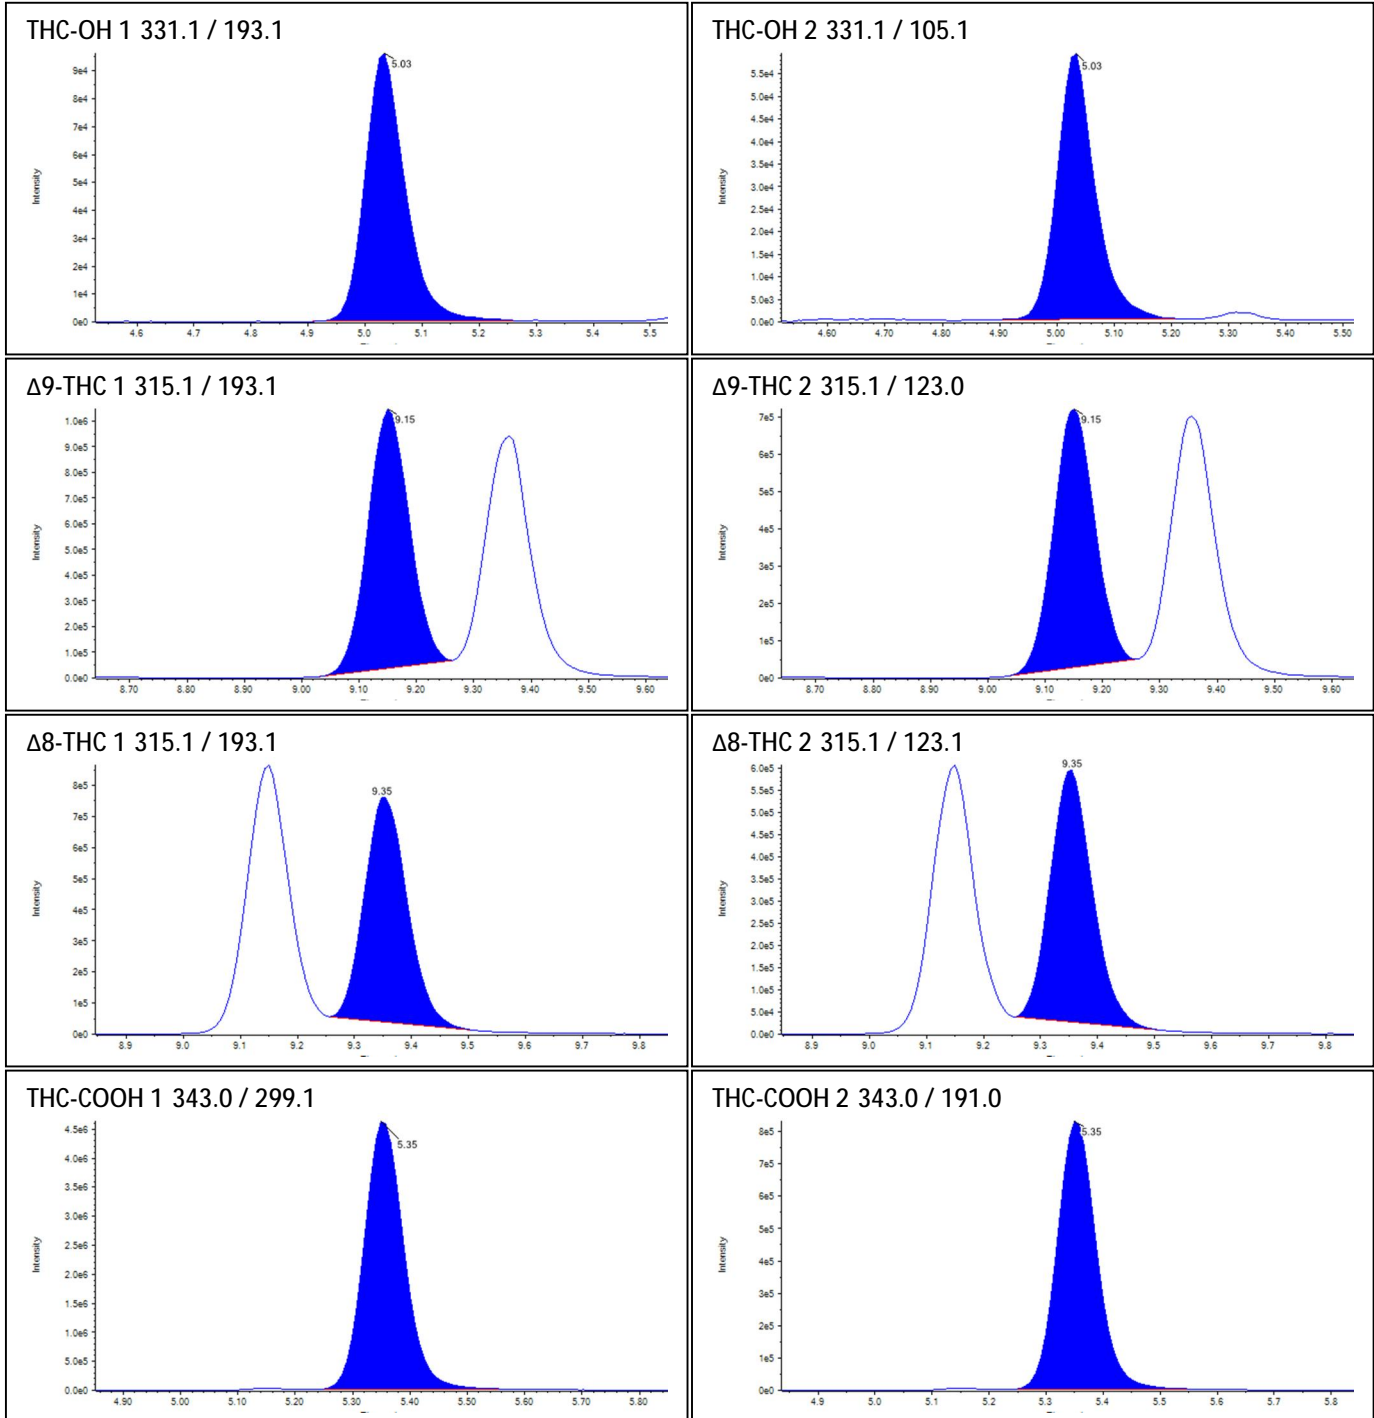 THC-OH 1 331.1 / 193.1
5.03
9e4
8e4
7e4
6e4
5e4
4e4
3e4
2e4
1e4
0e0
Intensity
4.6 4.7 4.8 4.9 5.0 5.1 5.2 5.3 5.4 5.5
THC-OH 2 331.1 / 105.1
5.03
5.5e4
5.0e4
4.5e4
4.0e4
3.5e4
3.0e4
2.5e4
2.0e4
1.5e4
1.0e4
5.0e3
0.0e0
Intensity
4.60 4.70 4.80 4.90 5.00 5.10 5.20 5.30 5.40 5.50
Δ9-THC 1 315.1 / 193.1
9.15
1.0e6
9.0e5
8.0e5
7.0e5
6.0e5
5.0e5
4.0e5
3.0e5
2.0e5
1.0e5
0.0e0
Intensity
8.70 8.80 8.90 9.00 9.10 9.20 9.30 9.40 9.50 9.60
Δ9-THC 2 315.1 / 123.0
9.15
7e5
6e5
5e5
4e5
3e5
2e5
1e5
0e0
Intensity
8.70 8.80 8.90 9.00 9.10 9.20 9.30 9.40 9.50 9.60
Δ8-THC 1 315.1 / 193.1
9.35
8e5
7e5
6e5
5e5
4e5
3e5
2e5
1e5
0e0
Intensity
8.9 9.0 9.1 9.2 9.3 9.4 9.5 9.6 9.7 9.8
Δ8-THC 2 315.1 / 123.1
9.35
6.0e5
5.5e5
5.0e5
4.5e5
4.0e5
3.5e5
3.0e5
2.5e5
2.0e5
1.5e5
1.0e5
5.0e4
0.0e0
Intensity
8.9 9.0 9.1 9.2 9.3 9.4 9.5 9.6 9.7 9.8
THC-COOH 1 343.0 / 299.1
5.35
4.5e6
4.0e6
3.5e6
3.0e6
2.5e6
2.0e6
1.5e6
1.0e6
5.0e5
0.0e0
Intensity
4.90 5.00 5.10 5.20 5.30 5.40 5.50 5.60 5.70 5.80
THC-COOH 2 343.0 / 191.0
5.35
8e5
7e5
6e5
5e5
4e5
3e5
2e5
1e5
0e0
Intensity
4.9 5.0 5.1 5.2 5.3 5.4 5.5 5.6 5.7 5.8